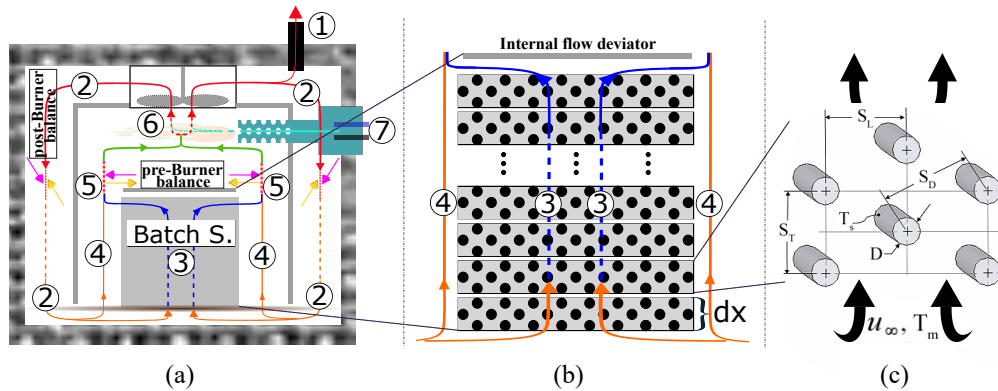 ①
②
②
post-Burner
balance
⑥
⑦
pre-Burner
balance
⑤
⑤
Batch S.
④
③
④
②
②
(a)
Internal flow deviator
④
③
③
④
dx
(b)
S_L
S_D
T_s
S_T
D
u_∞, T_m
(c)